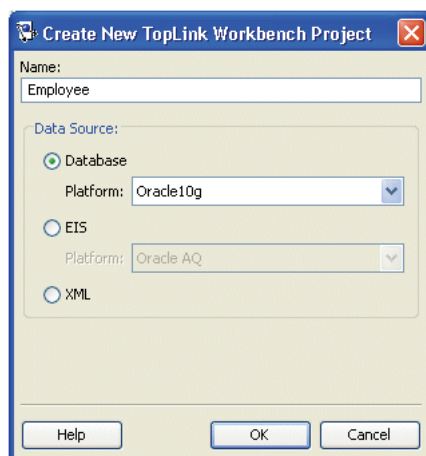 Create New TopLink Workbench Project
Name:
Employee
Data Source:
Database
Platform: Oracle10g
EIS
Platform: Oracle AQ
XML
Help OK Cancel